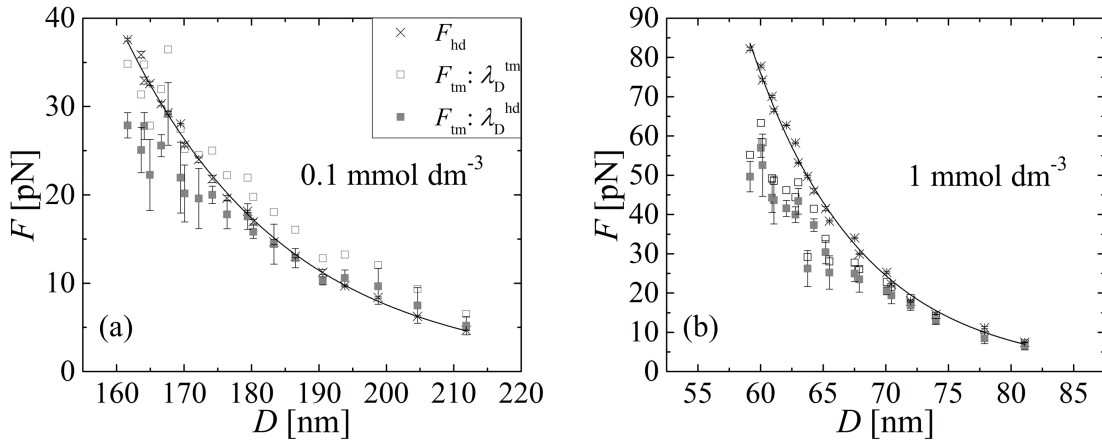 40
35
30
25
20
15
10
5
0
F [pN]
F_hd
F_tm: λ_D^tm
F_tm: λ_D^hd
0.1 mmol dm^-3
(a)
160 170 180 190 200 210
D [nm]
90
80
70
60
50
40
30
20
10
0
F [pN]
1 mmol dm^-3
(b)
55 60 65 70 75 80 85
D [nm]